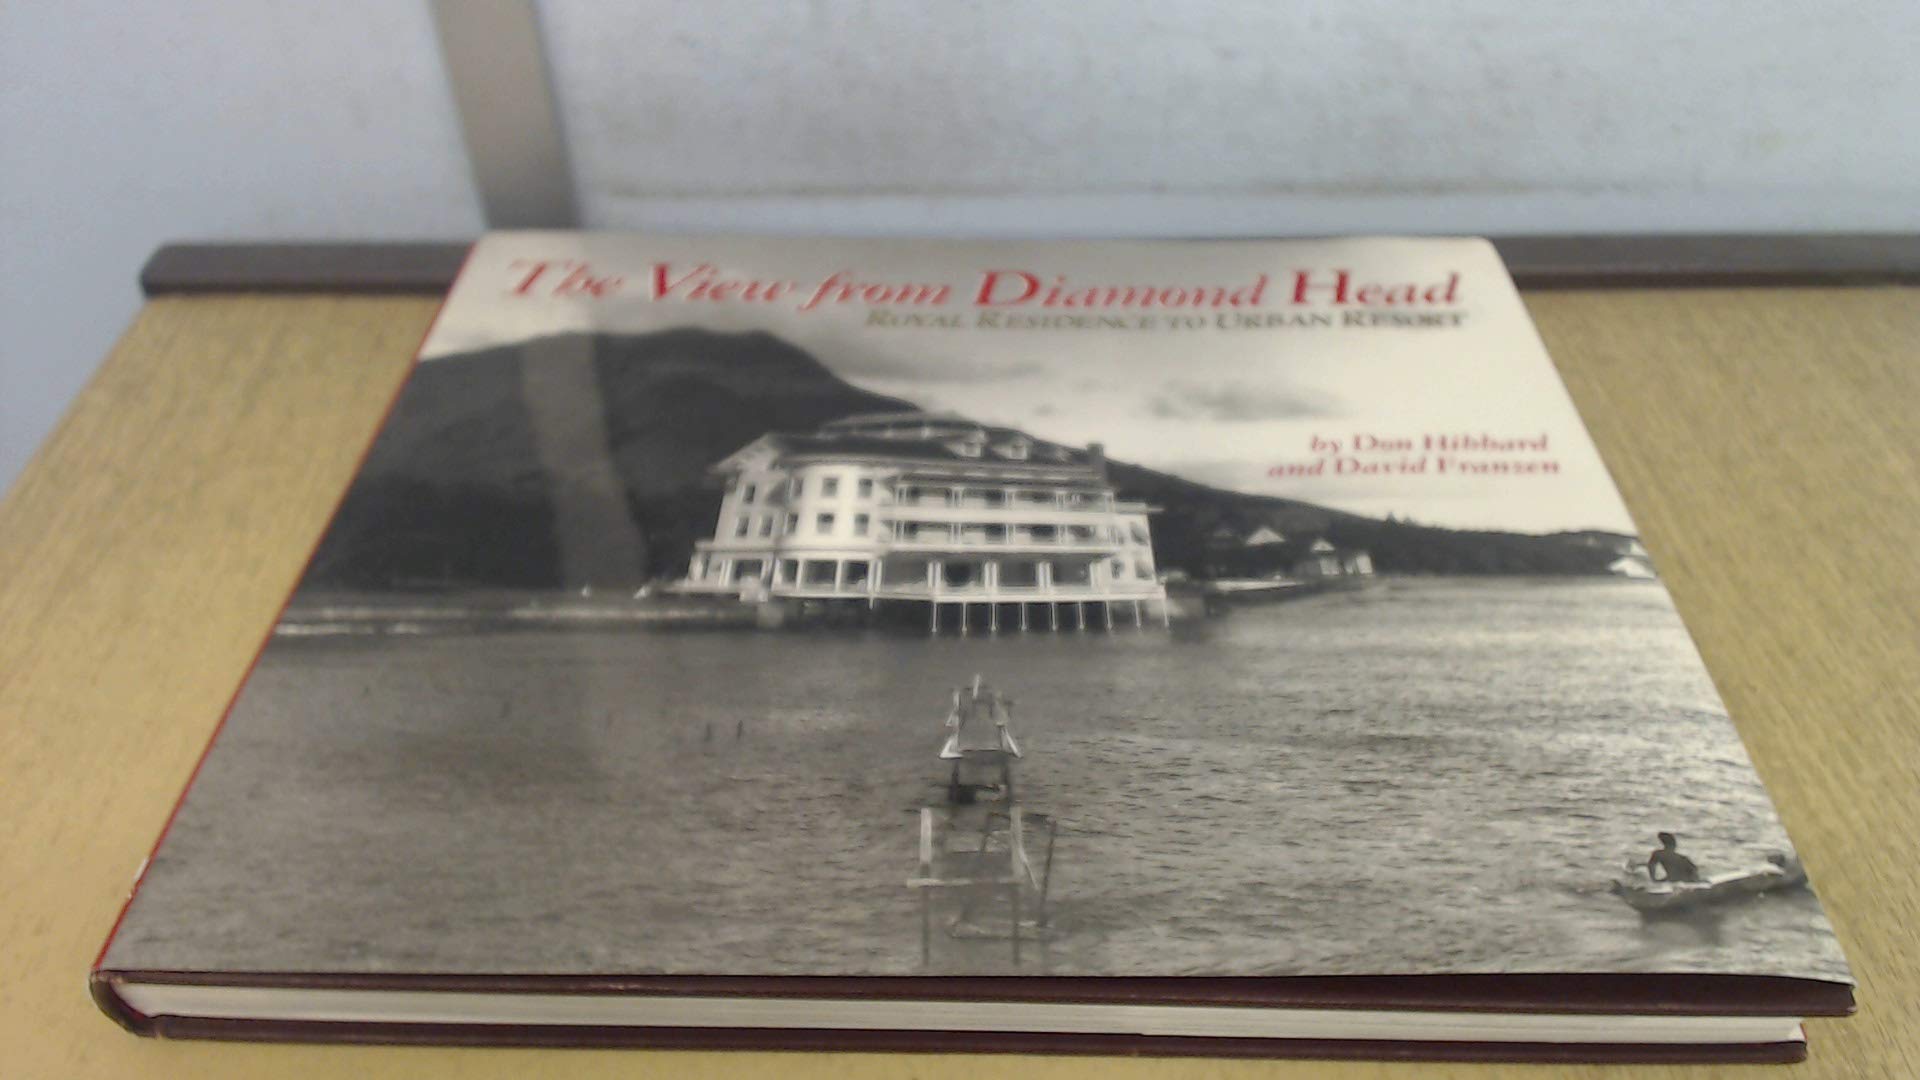 The View from Diamond Head
ROYAL RESIDENCE TO URBAN RESORT
by Don Hibbard
and David Franzen